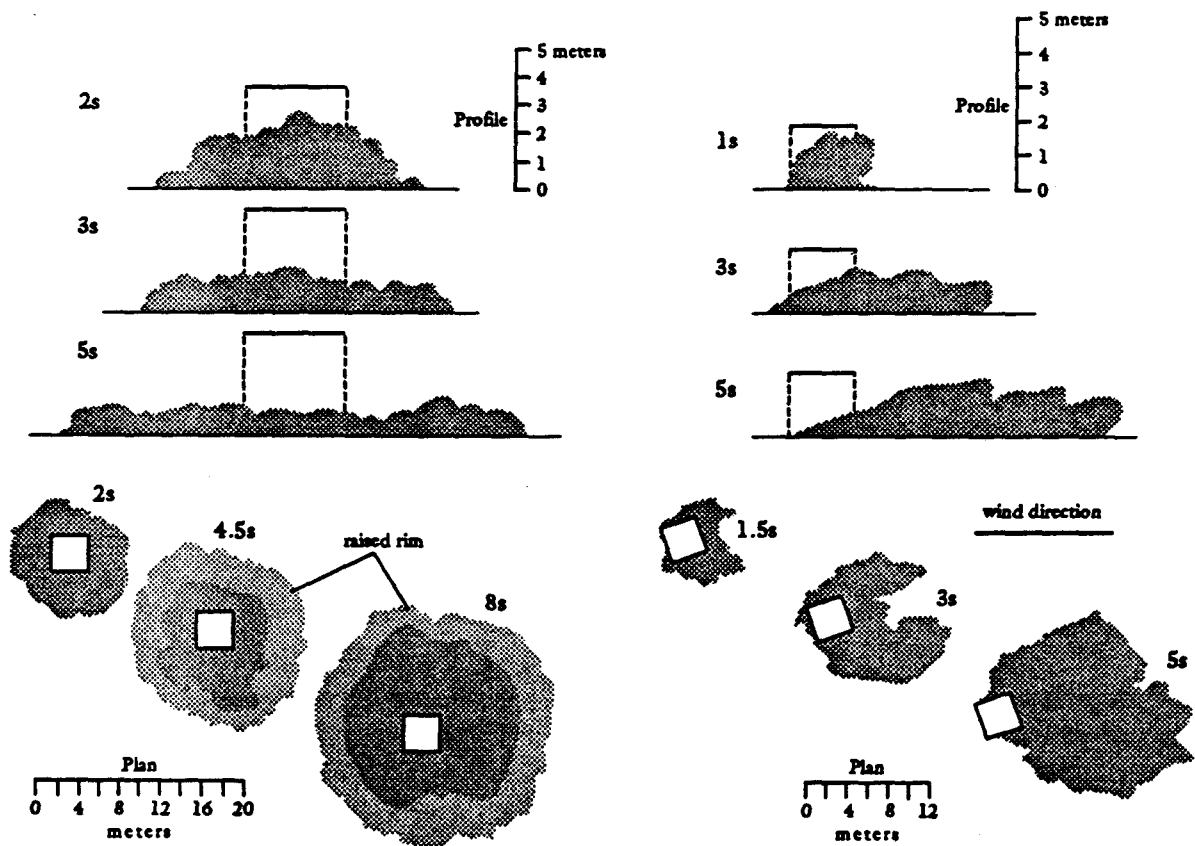 2s
5 meters
4
3
Profile
2
1
0
3s
5s
1s
5 meters
4
3
Profile
2
1
0
3s
5s
2s
4.5s
raised rim
8s
Plan
0 4 8 12 16 20
meters
1.5s
wind direction
3s
5s
Plan
0 4 8 12
meters